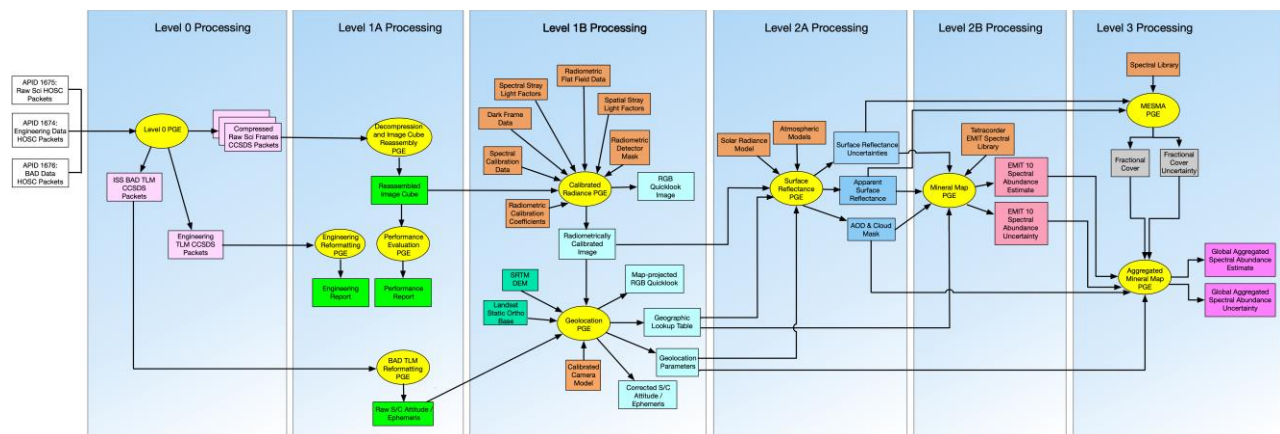 Level 0 Processing
Level 1A Processing
Level 1B Processing
Level 2A Processing
Level 2B Processing
Level 3 Processing
APID 1675:
Raw Sci HOSC
Packets
APID 1674:
Engineering Data
HOSC Packets
APID 1676:
BAD Data
HOSC Packets
Level 0 PGE
Compressed
Raw Sci Frames
CCSDS Packets
ISS BAD TLM
CCSDS
Packets
Engineering
TLM CCSDS
Packets
Decompression
and Image Cube
Reassembly
PGE
Reassembled
Image Cube
Engineering
Reformatting
PGE
Performance
Evaluation
PGE
Engineering
Report
Performance
Report
BAD TLM
Reformatting
PGE
Raw S/C Attitude /
Ephemeris
Spectral Stray
Light Factors
Radiometric
Flat Field Data
Spatial Stray
Light Factors
Dark Frame
Data
Radiometric
Detector
Mask
Spectral
Calibration
Data
Calibrated
Radiance PGE
RGB
Quicklook
Image
Radiometric
Calibration
Coefficients
Radiometrically
Calibrated
Image
SRTM
DEM
Map-projected
RGB Quicklook
Landsat
Static Ortho
Base
Geolocation
PGE
Geographic
Lookup Table
Calibrated
Camera
Model
Geolocation
Parameters
Corrected S/C
Attitude /
Ephemeris
Solar Radiance
Model
Atmospheric
Models
Surface
Reflectance
PGE
Surface Reflectance
Uncertainties
Apparent
Surface
Reflectance
AOD & Cloud
Mask
Tetracorder
EMIT Spectral
Library
Mineral Map
PGE
EMIT 10
Spectral
Abundance
Estimate
EMIT 10
Spectral
Abundance
Uncertainty
Spectral Library
MESMA
PGE
Fractional
Cover
Fractional
Cover
Uncertainty
Aggregated
Mineral Map
PGE
Global Aggregated
Spectral Abundance
Estimate
Global Aggregated
Spectral Abundance
Uncertainty